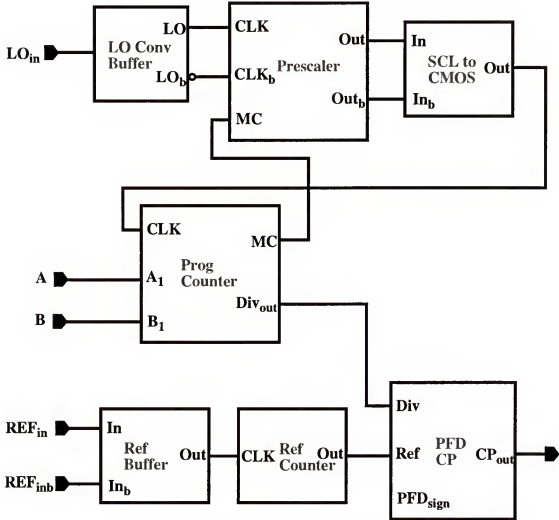 LO
CLK
LO Conv
Buffer
LOin
LOb
CLKb
Prescaler
MC
Out
Outb
In
SCL to
CMOS
Out
Inb
CLK
MC
Prog
Counter
A
A1
Divout
B
B1
Div
REFin
In
Ref
Buffer
Out
REFinb
Inb
CLK
Ref
Counter
Out
Ref
PFD
CP
CPout
PFDsign